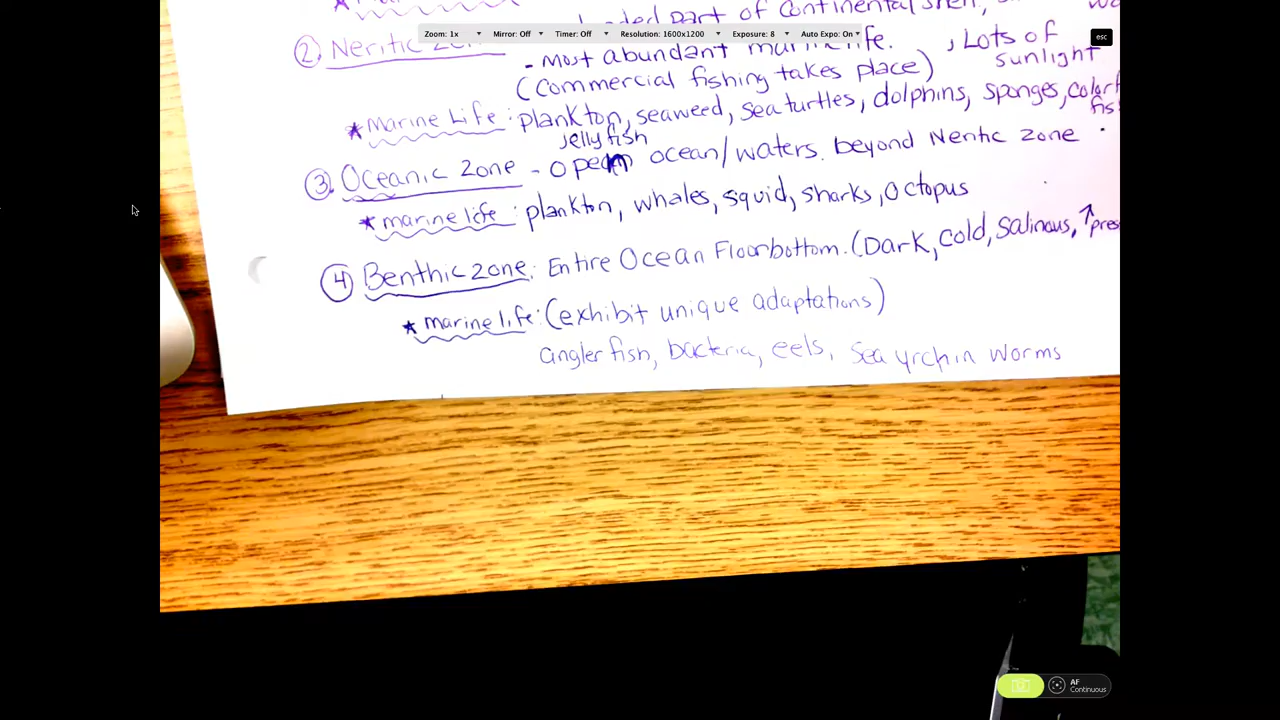 Zoom: 1x Mirror: Off Timer: Off Resolution: 1600x1200 Exposure: 8 Auto Expo: On
esc
part of Continental shelf,
② Neritic Zone
- most abundant marine life. , Lots of
sunlight
(Commercial fishing takes place)
*Marine Life: plankton, seaweed, sea turtles, dolphins, sponges,
jelly fish
③ Oceanic Zone - open ocean/waters. beyond Neritic zone
*marine life: plankton, whales, squid, sharks, Octopus
④ Benthic zone: Entire Ocean Floor bottom. (Dark, cold, salinous, ↑pres
*marine life: (exhibit unique adaptations)
angler fish, bacteria, eels, Sea yrchin worms
AF
Continuous